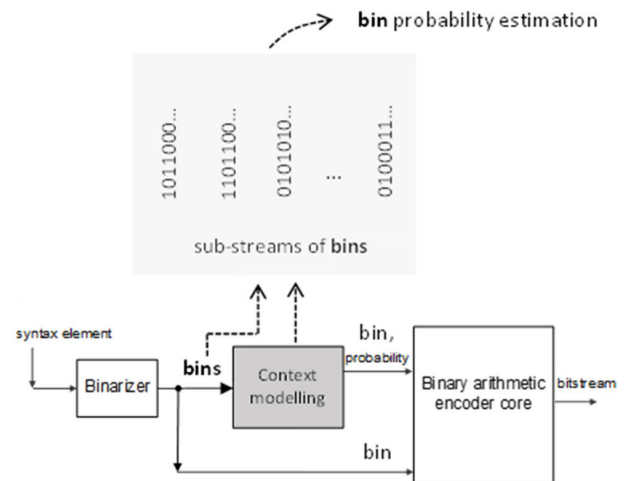 bin probability estimation
1011000...
1101100...
0101010...
...
0100011...
sub-streams of bins
syntax element
Binarizer
bins
Context
modelling
bin,
probability
bin
Binary arithmetic
encoder core
bitstream